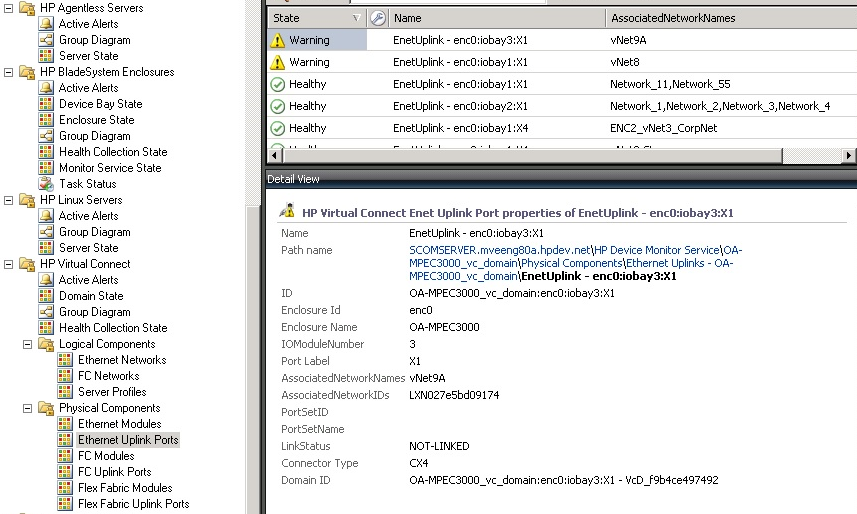 HP Agentless Servers
Active Alerts
Group Diagram
Server State
HP BladeSystem Enclosures
Active Alerts
Device Bay State
Enclosure State
Group Diagram
Health Collection State
Monitor Service State
Task Status
HP Linux Servers
Active Alerts
Group Diagram
Server State
HP Virtual Connect
Active Alerts
Domain State
Group Diagram
Health Collection State
Logical Components
Ethernet Networks
FC Networks
Server Profiles
Physical Components
Ethernet Modules
Ethernet Uplink Ports
FC Modules
FC Uplink Ports
Flex Fabric Modules
Flex Fabric Uplink Ports
State Name AssociatedNetworkNames
Warning EnetUplink - enc0:iobay3:X1 vNet9A
Warning EnetUplink - enc0:iobay1:X1 vNet8
Healthy EnetUplink - enc0:iobay1:X1 Network_11,Network_55
Healthy EnetUplink - enc0:iobay2:X1 Network_1,Network_2,Network_3,Network_4
Healthy EnetUplink - enc0:iobay1:X4 ENC2_vNet3_CorpNet
Detail View
HP Virtual Connect Enet Uplink Port properties of EnetUplink - enc0:iobay3:X1
Name EnetUplink - enc0:iobay3:X1
Path name SCOMSERVER.mveeng80a.hpdev.net\HP Device Monitor Service\OA-
MPEC3000_vc_domain\Physical Components\Ethernet Uplinks - OA-
MPEC3000_vc_domain\EnetUplink - enc0:iobay3:X1
ID OA-MPEC3000_vc_domain:enc0:iobay3:X1
Enclosure Id enc0
Enclosure Name OA-MPEC3000
IOModuleNumber 3
Port Label X1
AssociatedNetworkNames vNet9A
AssociatedNetworkIDs LXN027e5bd09174
PortSetID
PortSetName
LinkStatus NOT-LINKED
Connector Type CX4
Domain ID OA-MPEC3000_vc_domain:enc0:iobay3:X1 - VcD_f9b4ce497492